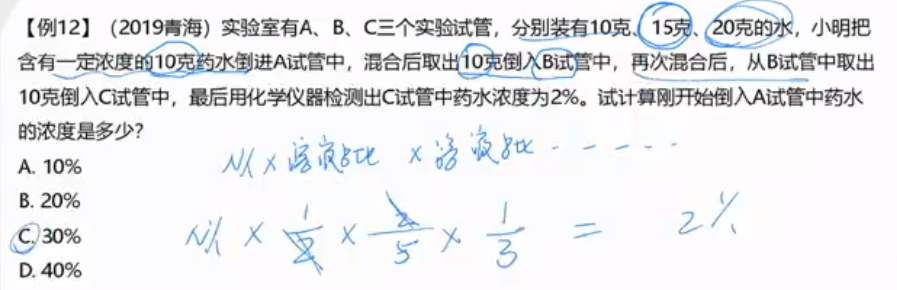 【例12】（2019青海）实验室有A、B、C三个实验试管，分别装有10克、15克、20克的水，小明把
含有一定浓度的10克药水倒进A试管中，混合后取出10克倒入B试管中，再次混合后，从B试管中取出
10克倒入C试管中，最后用化学仪器检测出C试管中药水浓度为2%。试计算刚开始倒入A试管中药水
的浓度是多少？
A. 10%
N% × 溶液占比 × 溶液占比 - - - - -
B. 20%
C. 30%
N% × 1/2 × 2/5 × 1/3 = 2%
D. 40%